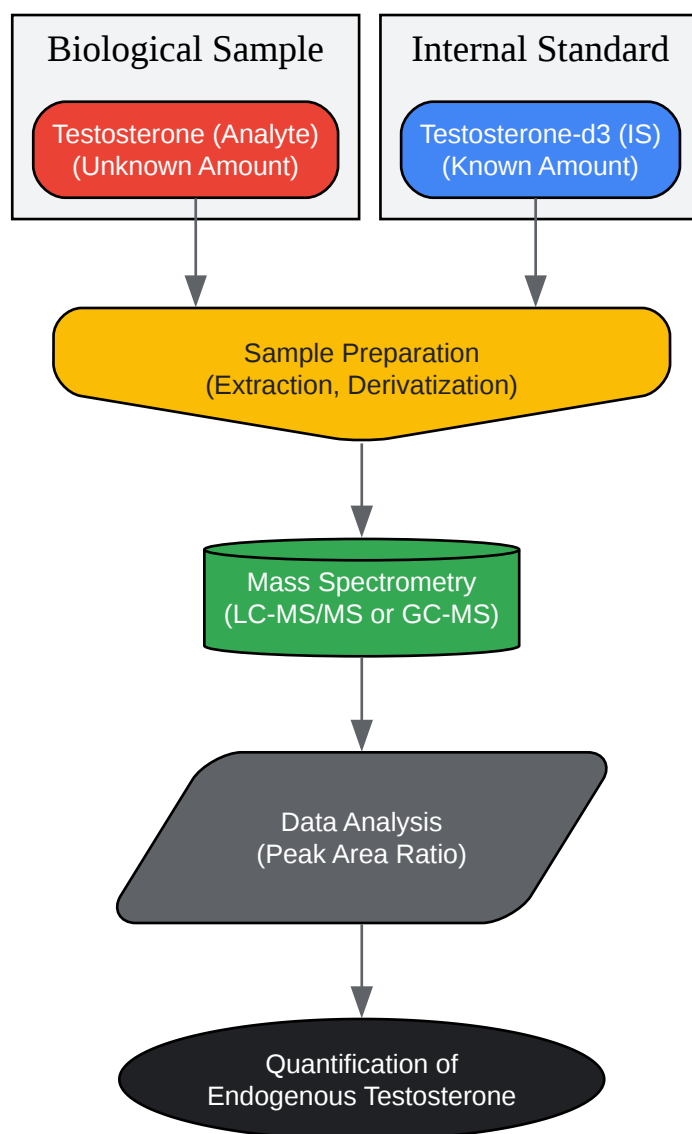 Biological Sample
Internal Standard
Testosterone (Analyte)
(Unknown Amount)
Testosterone-d3 (IS)
(Known Amount)
Sample Preparation
(Extraction, Derivatization)
Mass Spectrometry
(LC-MS/MS or GC-MS)
Data Analysis
(Peak Area Ratio)
Quantification of
Endogenous Testosterone